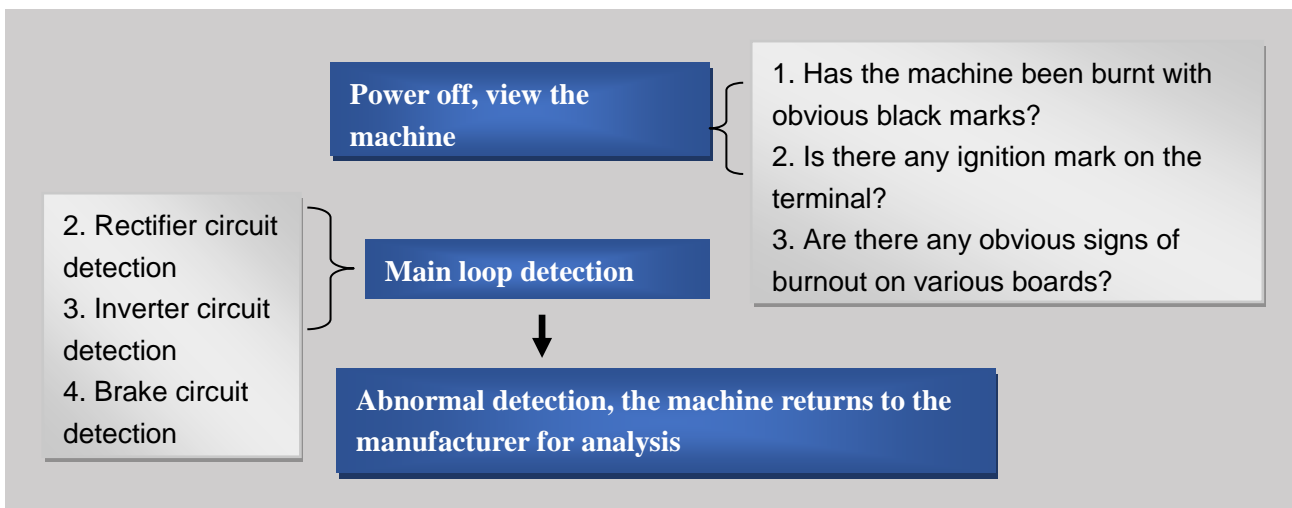 Power off, view the
machine
1. Has the machine been burnt with
obvious black marks?
2. Is there any ignition mark on the
terminal?
3. Are there any obvious signs of
burnout on various boards?
2. Rectifier circuit
detection
3. Inverter circuit
detection
4. Brake circuit
detection
Main loop detection
Abnormal detection, the machine returns to the
manufacturer for analysis